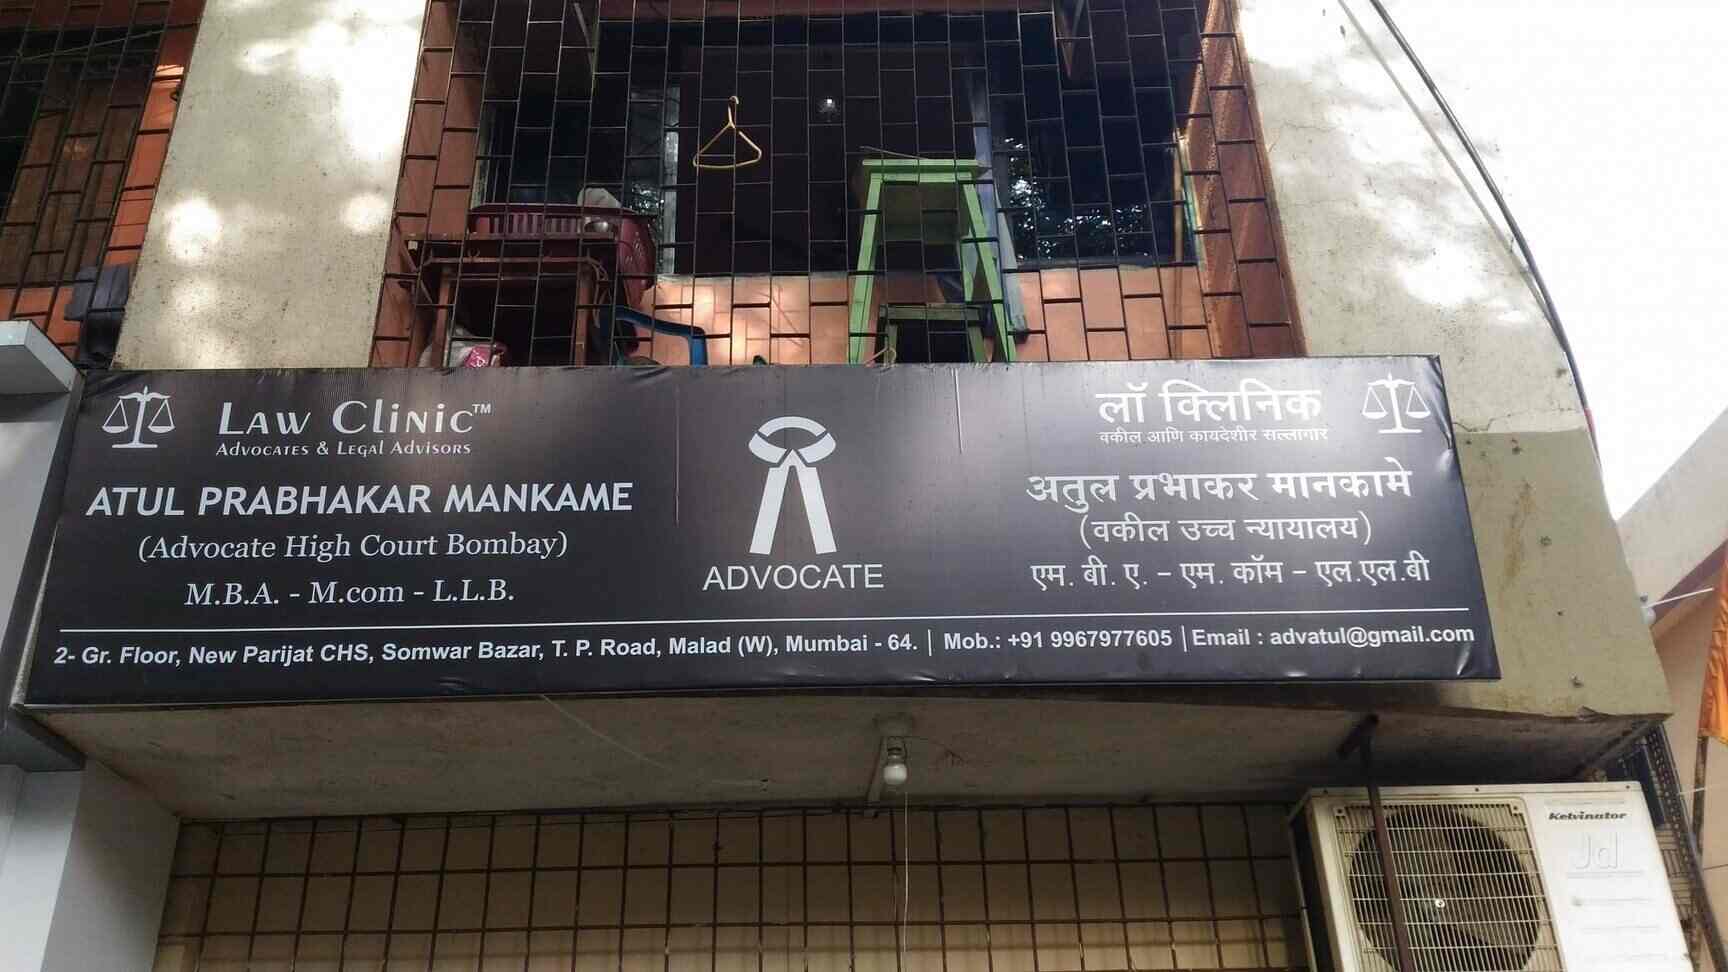 LAW CLINIC™
ADVOCATES & LEGAL ADVISORS
ATUL PRABHAKAR MANKAME
(Advocate High Court Bombay)
M.B.A. - M.com - L.L.B.
ADVOCATE
लॉ क्लिनिक
वकील आणि कायदेशीर सल्लागार
अतुल प्रभाकर मानकामे
(वकील उच्च न्यायालय)
एम. बी. ए. – एम. कॉम – एल.एल.बी
2- Gr. Floor, New Parijat CHS, Somwar Bazar, T. P. Road, Malad (W), Mumbai - 64. | Mob.: +91 9967977605 | Email : advatul@gmail.com
Kelvinator
Jd